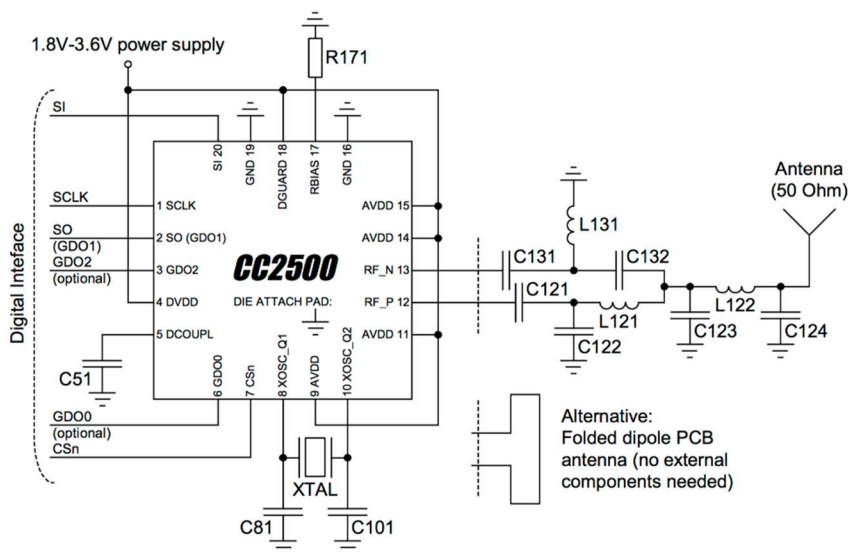 1.8V-3.6V power supply
R171
SI
SI 20
GND 19
DGUARD 18
RBIAS 17
GND 16
Antenna
(50 Ohm)
SCLK
1 SCLK
AVDD 15
L131
SO
(GDO1)
2 SO (GDO1)
AVDD 14
GDO2
(optional)
3 GDO2
CC2500
RF_N 13
C131
C132
Digital Inteface
4 DVDD
DIE ATTACH PAD:
RF_P 12
C121
L121
L122
5 DCOUPL
AVDD 11
C122
C123
C124
C51
6 GDO0
7 CSn
8 XOSC_Q1
9 AVDD
10 XOSC_Q2
GDO0
(optional)
CSn
XTAL
C81
C101
Alternative:
Folded dipole PCB
antenna (no external
components needed)